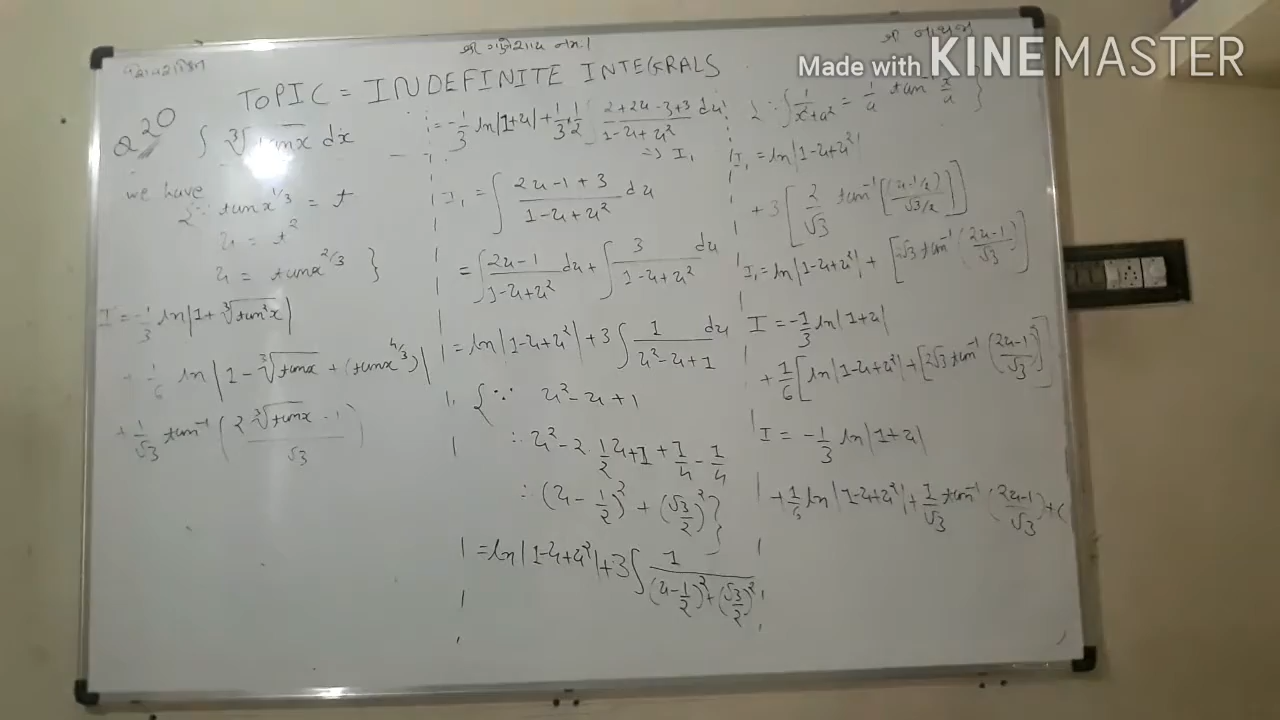 Made with KINEMASTER
શ્રી ગણેશાય નમઃ।
TOPIC = INDEFINITE INTEGRALS
Q 20
∫ ∛tanx dx
we have
{∵ tanx^1/3 = t
u = t²
u = tanx^2/3 }
I = -1/3 ln|1+∛tan²x|
+ 1/6 ln|1-∛tanx + (tanx^4/3)|
+ 1/√3 tan⁻¹(2∛tanx - 1/√3)
= -1/3 ln|1+u| + 1/3 × 1/2 ∫ 2+2u-3+3/1-u+u² du
⇒ I₁
I₁ = ∫ 2u-1+3/1-u+u² du
= ∫ 2u-1/1-u+u² du + ∫ 3/1-u+u² du
= ln|1-u+u²| + 3 ∫ 1/u²-u+1 du
{∵ u²-u+1
∴ u²-2·1/2u+1+1/4-1/4
∴ (u-1/2)² + (√3/2)² }
= ln|1-u+u²| + 3∫ 1/(u-1/2)²+(√3/2)²
{∵ ∫ 1/x²+a² = 1/a tan⁻¹ x/a }
I₁ = ln|1-u+u²|
+ 3[2/√3 tan⁻¹[(u-1/2)/√3/2]]
I₁ = ln|1-u+u²| + [2√3 tan⁻¹(2u-1/√3)]
I = -1/3 ln|1+u|
+ 1/6[ln|1-u+u²| + [2√3 tan⁻¹(2u-1/√3)]]
I = -1/3 ln|1+u|
+ 1/6 ln|1-u+u²| + 1/√3 tan⁻¹(2u-1/√3) + c